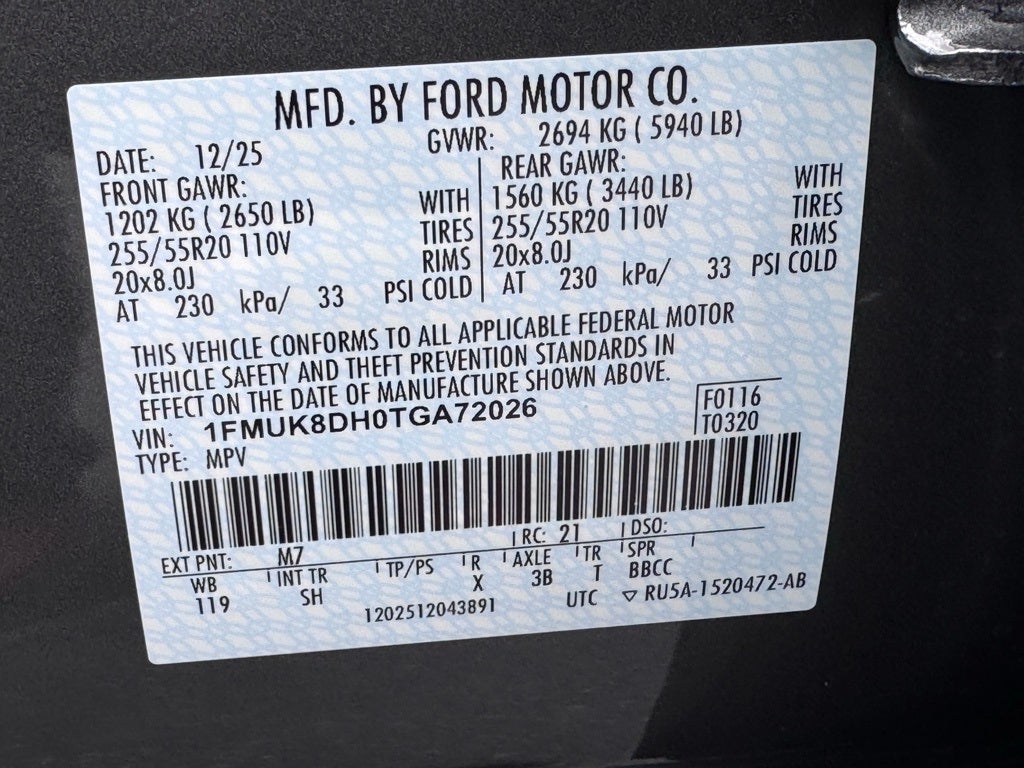 MFD. BY FORD MOTOR CO.
DATE: 12/25 GVWR: 2694 KG ( 5940 LB)
FRONT GAWR: REAR GAWR:
1202 KG ( 2650 LB) WITH 1560 KG ( 3440 LB) WITH
255/55R20 110V TIRES 255/55R20 110V TIRES
20x8.0J RIMS 20x8.0J RIMS
AT 230 kPa/ 33 PSI COLD AT 230 kPa/ 33 PSI COLD
THIS VEHICLE CONFORMS TO ALL APPLICABLE FEDERAL MOTOR
VEHICLE SAFETY AND THEFT PREVENTION STANDARDS IN
EFFECT ON THE DATE OF MANUFACTURE SHOWN ABOVE.
VIN: 1FMUK8DH0TGA72026 F0116
TYPE: MPV T0320
EXT PNT: M7 RC: 21 DSO:
WB INT TR TP/PS R AXLE TR SPR
119 SH X 3B T BBCC
1202512043891 UTC ▽ RU5A-1520472-AB